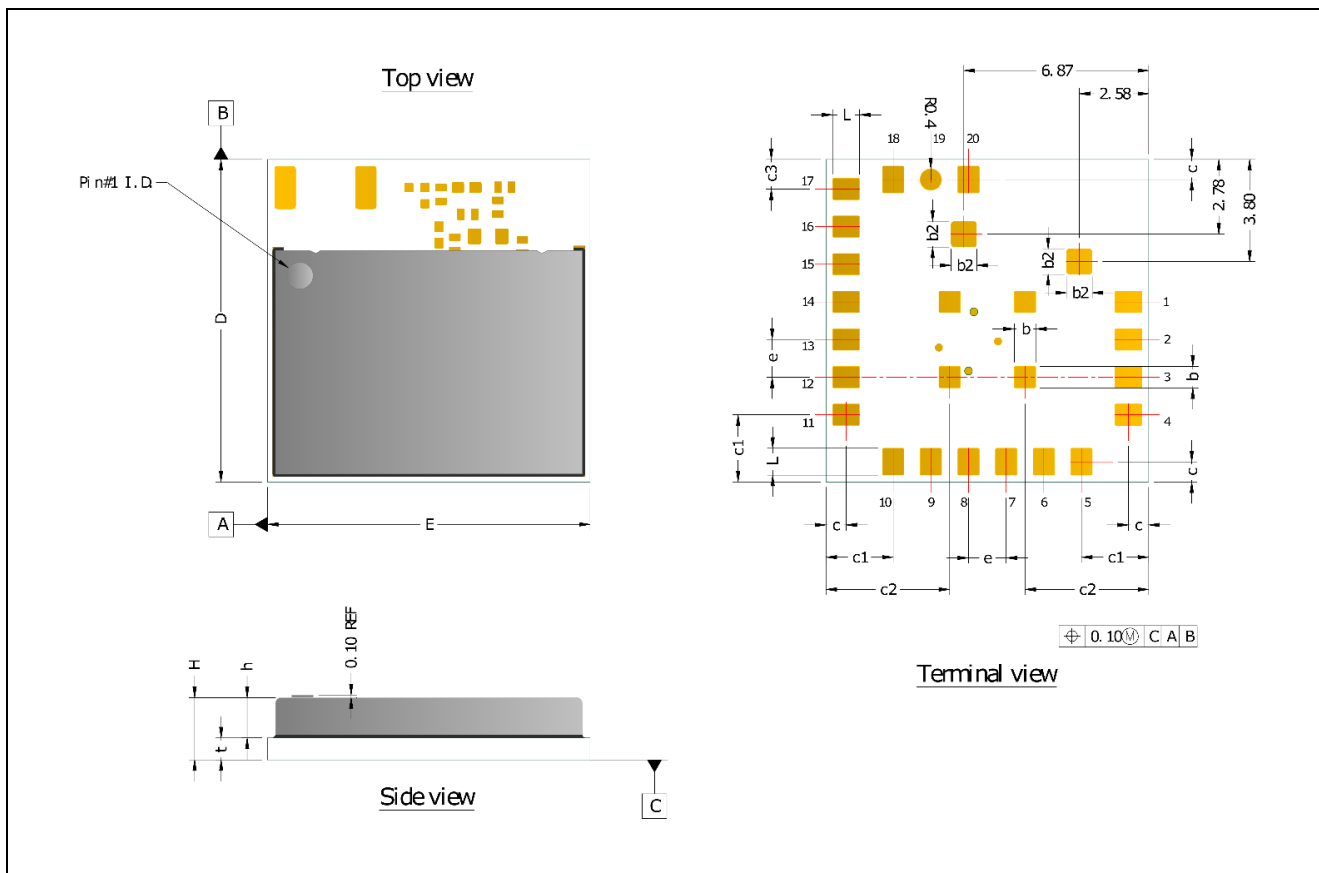 Top view
B
Pin#1 I.D.
D
A
E
6.87
2.58
L
R0.4
18
19
20
c3
c
2.78
3.80
17
16
15
14
13
12
11
b2
b2
b2
b2
b
b
e
1
2
3
4
c1
L
c
10
9
8
7
6
5
c
c
c1
e
c1
c2
c2
⌖ 0.10Ⓜ C A B
Terminal view
0.10 REF
H
h
t
Side view
C